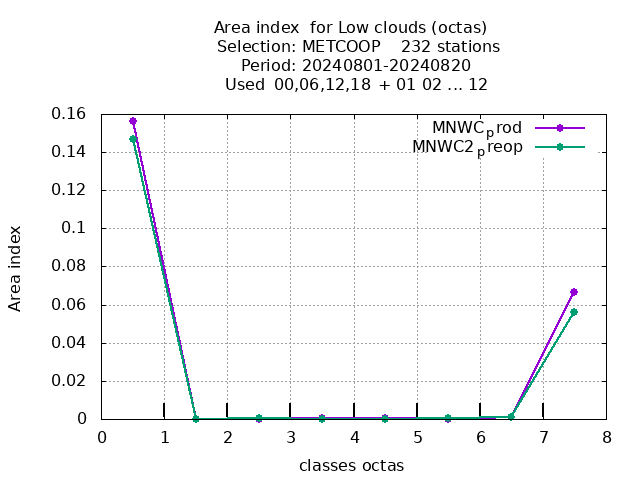 Area index  for Low clouds (octas)
Selection: METCOOP    232 stations
Period: 20240801-20240820
Used  00,06,12,18 + 01 02 ... 12
MNWCprod
MNWC2preop
0.16
0.14
0.12
0.1
0.08
0.06
0.04
0.02
0
Area index
0 1 2 3 4 5 6 7 8
classes octas